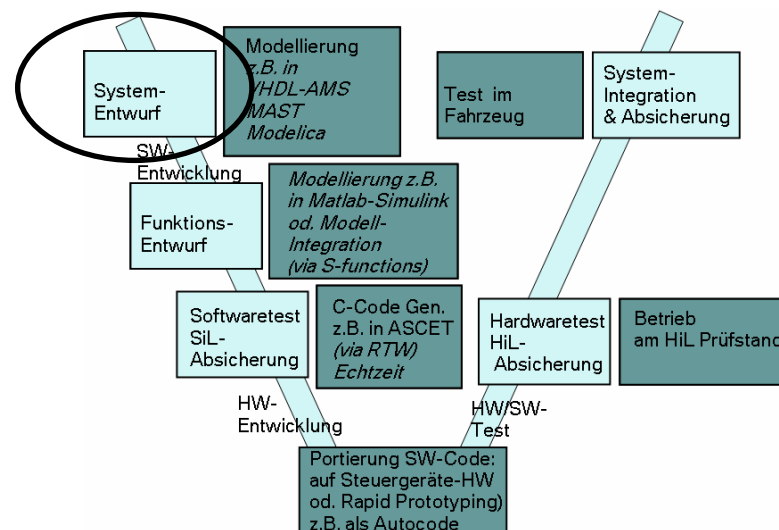 System-
Entwurf
Modellierung
z.B. in
VHDL-AMS
MAST
Modelica
Test im
Fahrzeug
System-
Integration
& Absicherung
SW-
Entwicklung
Funktions-
Entwurf
Modellierung z.B.
in Matlab-Simulink
od. Modell-
Integration
(via S-functions)
Softwaretest
SiL-
Absicherung
C-Code Gen.
z.B. in ASCET
(via RTW)
Echtzeit
Hardwaretest
HiL-
Absicherung
Betrieb
am HiL Prüfstand
HW-
Entwicklung
HW/SW-
Test
Portierung SW-Code:
auf Steuergeräte-HW
od. Rapid Prototyping)
z.B. als Autocode